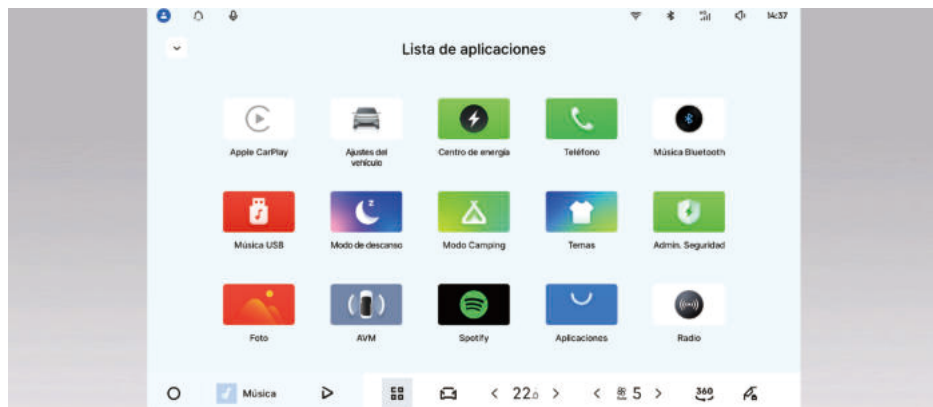 14:37
Lista de aplicaciones
Apple CarPlay
Ajustes del
vehículo
Centro de energía
Teléfono
Música Bluetooth
Música USB
Modo de descanso
Modo Camping
Temas
Admin. Seguridad
Foto
AVM
Spotify
Aplicaciones
Radio
Música
22.0
5
360